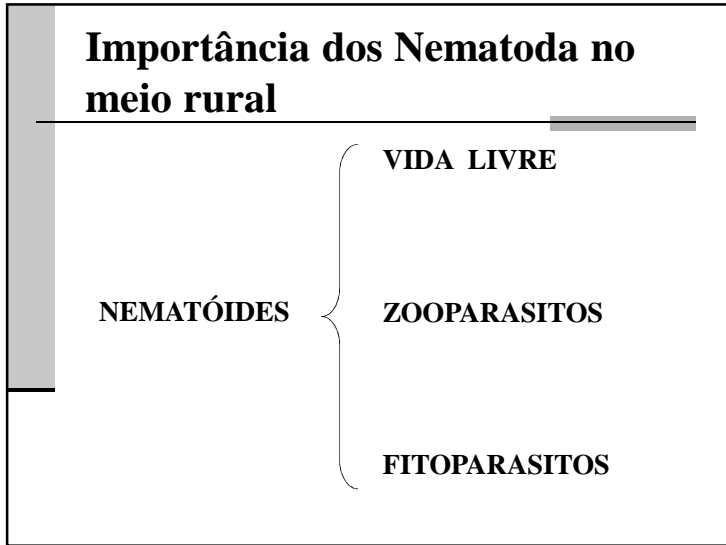 Importância dos Nematoda no
meio rural
VIDA LIVRE
NEMATÓIDES
ZOOPARASITOS
FITOPARASITOS